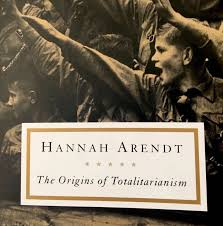 HANNAH ARENDT
The Origins of Totalitarianism